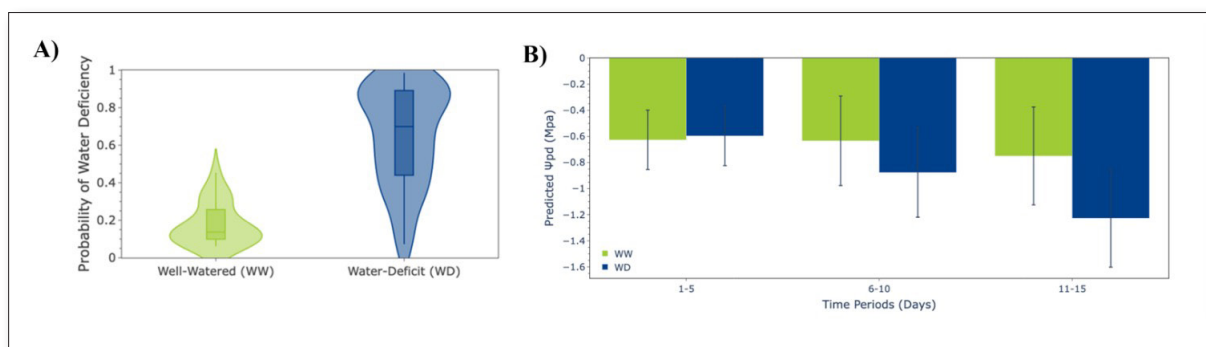 A)
Probability of Water Deficiency
1
0.8
0.6
0.4
0.2
0
Well-Watered (WW)
Water-Deficit (WD)
B)
Predicted Ψpd (Mpa)
0
−0.2
−0.4
−0.6
−0.8
−1
−1.2
−1.4
−1.6
WW
WD
1-5
6-10
11-15
Time Periods (Days)